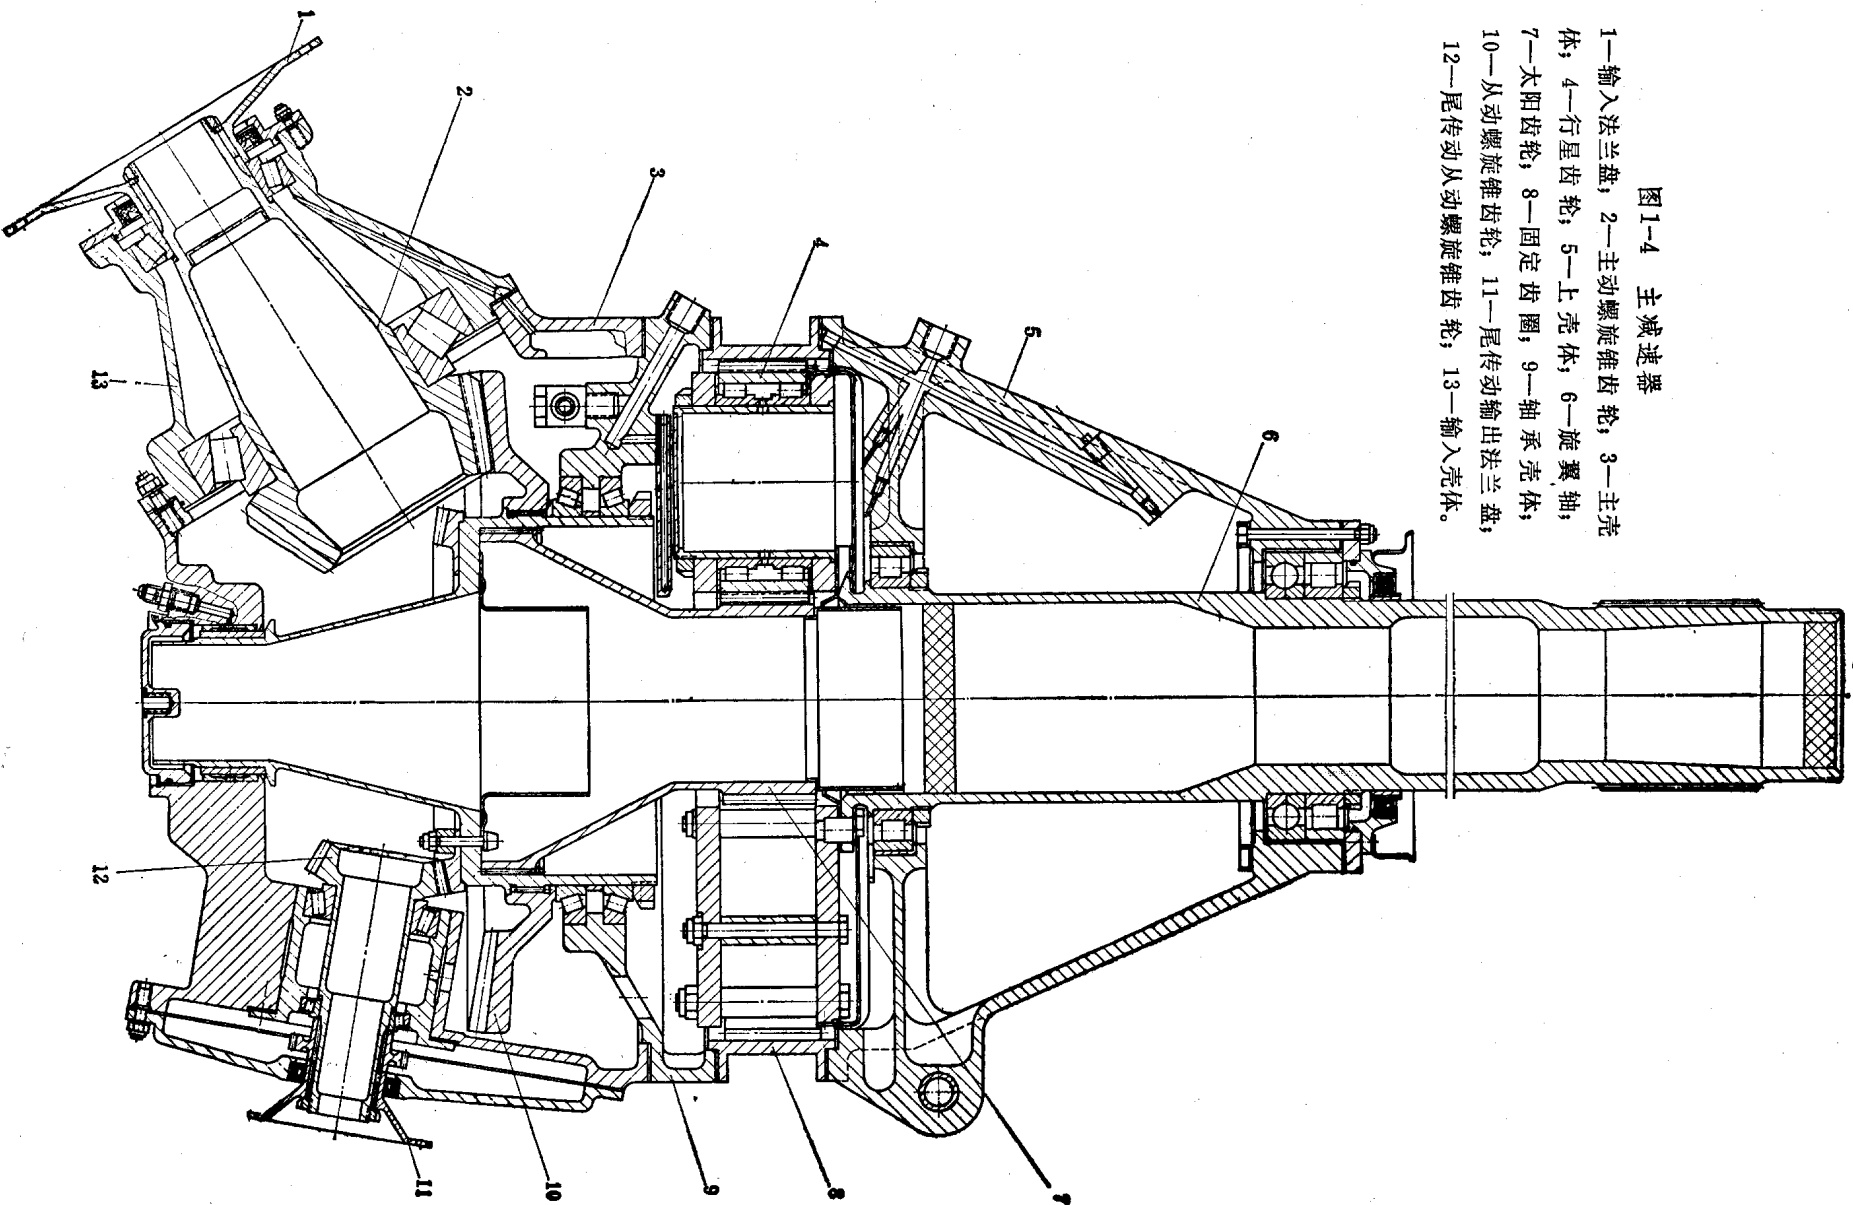 图1-4 主减速器
1—输入法兰盘；2—主动螺旋锥齿轮；3—主壳
体；4—行星齿轮；5—上壳体；6—旋翼轴；
7—太阳齿轮；8—固定齿圈；9—轴承壳体；
10—从动螺旋锥齿轮；11—尾传动输出法兰盘；
12—尾传动从动螺旋锥齿轮；13—输入壳体。
1
2
3
4
5
6
7
8
9
10
11
12
13